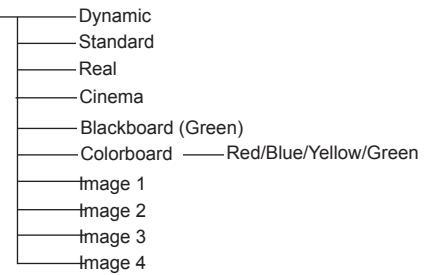 Dynamic
Standard
Real
Cinema
Blackboard (Green)
Colorboard Red/Blue/Yellow/Green
Image 1
Image 2
Image 3
Image 4